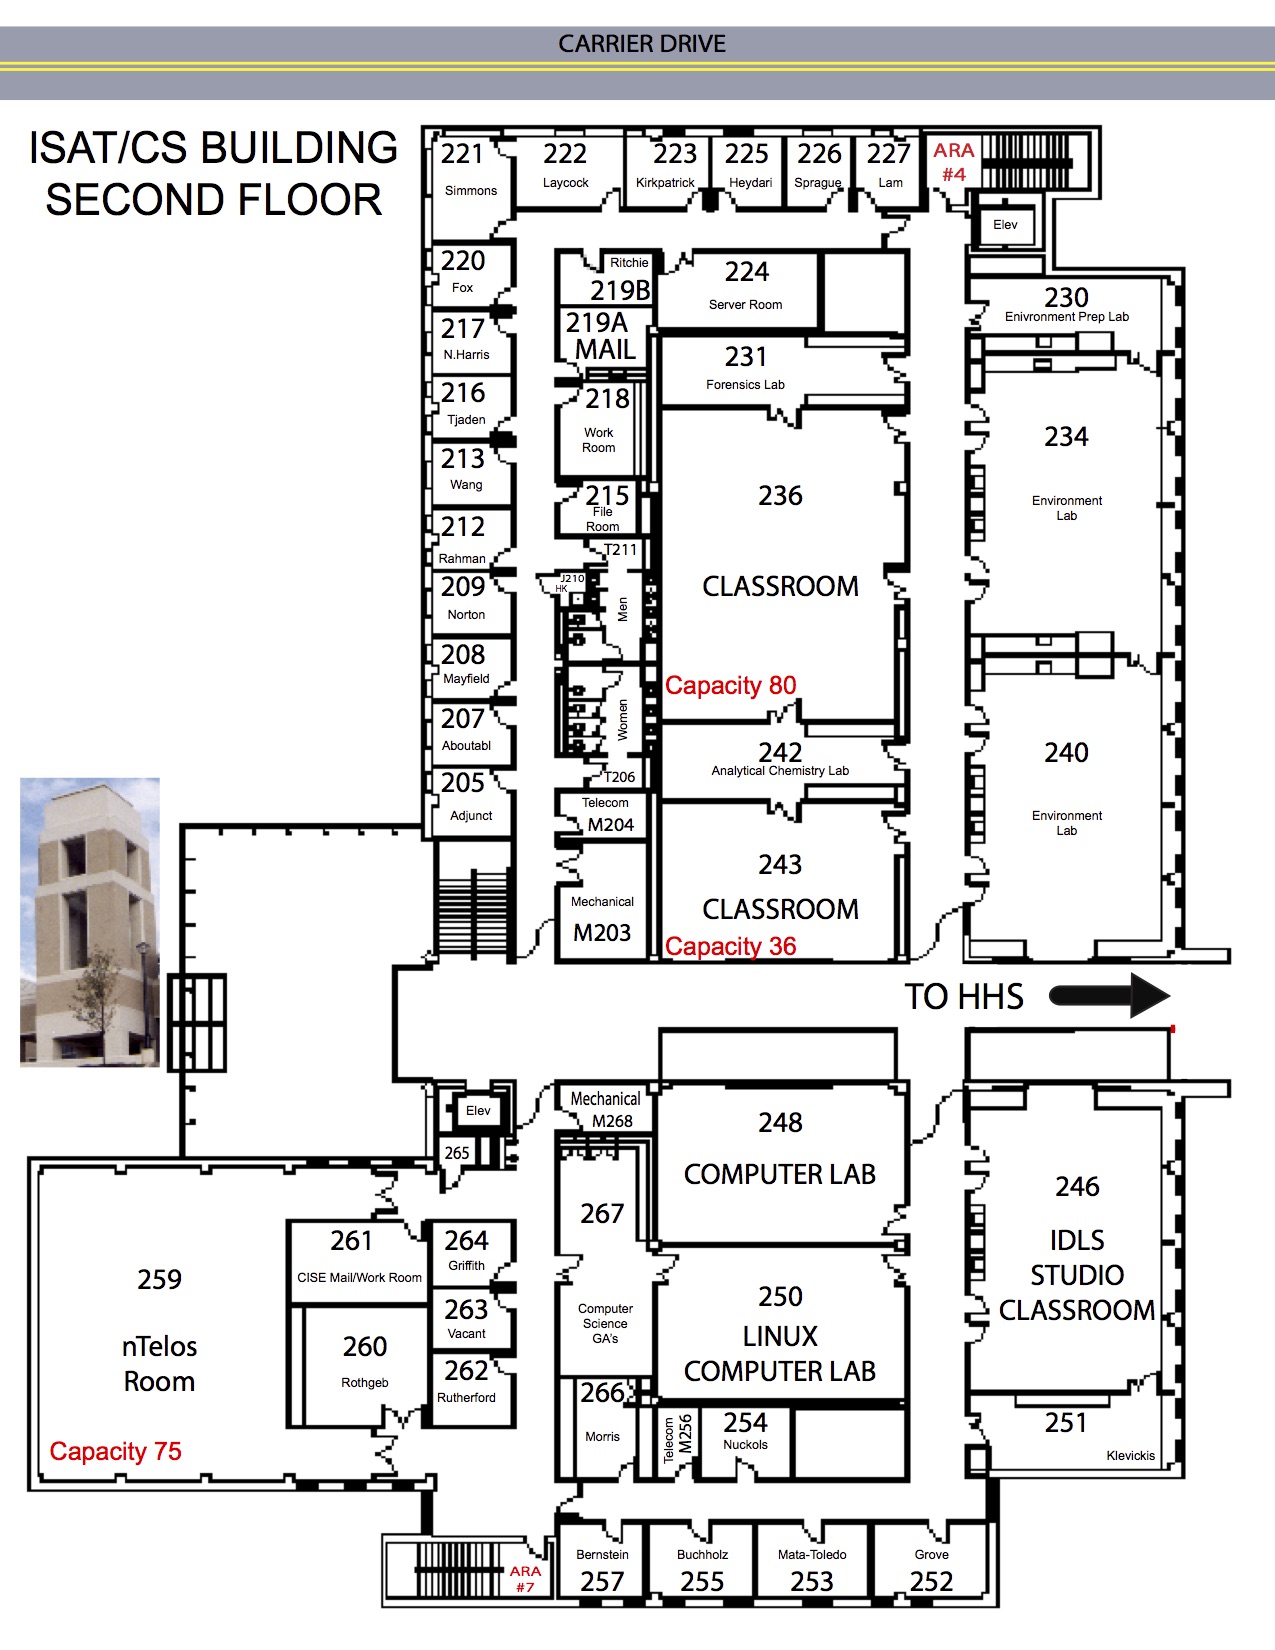 CARRIER DRIVE
ISAT/CS BUILDING
SECOND FLOOR
221
Simmons
222
Laycock
223
Kirkpatrick
225
Heydari
226
Sprague
227
Lam
ARA
#4
Elev
220
Fox
Ritchie
219B
224
Server Room
230
Enivronment Prep Lab
217
N.Harris
219A
MAIL
231
Forensics Lab
216
Tjaden
218
Work
Room
234
Environment
Lab
213
Wang
215
File
Room
236
CLASSROOM
Capacity 80
212
Rahman
T211
J210
HK
Men
209
Norton
208
Mayfield
Women
207
Aboutabl
242
Analytical Chemistry Lab
240
Environment
Lab
205
Adjunct
T206
Telecom
M204
243
CLASSROOM
Capacity 36
Mechanical
M203
TO HHS
Elev
Mechanical
M268
248
COMPUTER LAB
265
246
IDLS
STUDIO
CLASSROOM
267
Computer
Science
GA's
261
CISE Mail/Work Room
264
Griffith
259
nTelos
Room
Capacity 75
263
Vacant
250
LINUX
COMPUTER LAB
260
Rothgeb
262
Rutherford
266
Morris
Telecom
M256
254
Nuckols
251
Klevickis
ARA
#7
Bernstein
257
Buchholz
255
Mata-Toledo
253
Grove
252